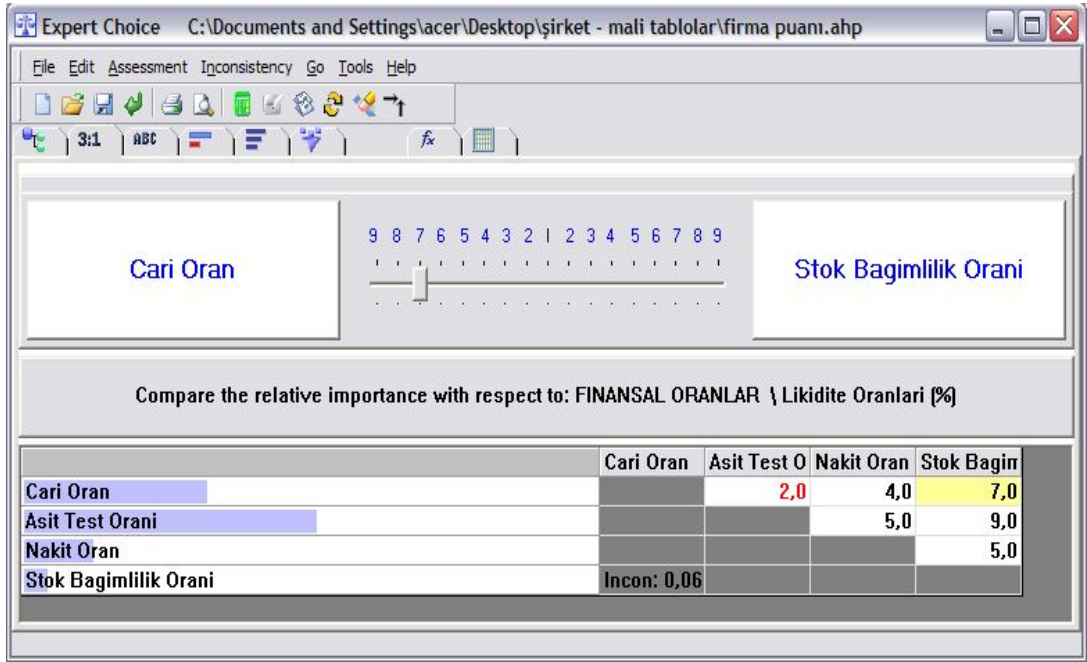 Expert Choice C:\Documents and Settings\acer\Desktop\şirket - mali tablolar\firma puanı.ahp
File Edit Assessment Inconsistency Go Tools Help
3:1 ABC fx
9 8 7 6 5 4 3 2 1 2 3 4 5 6 7 8 9
Cari Oran Stok Bagimlilik Orani
Compare the relative importance with respect to: FINANSAL ORANLAR \ Likidite Oranlari (%)
Cari Oran Asit Test O Nakit Oran Stok Bagim
Cari Oran 2,0 4,0 7,0
Asit Test Orani 5,0 9,0
Nakit Oran 5,0
Stok Bagimlilik Orani Incon: 0,06